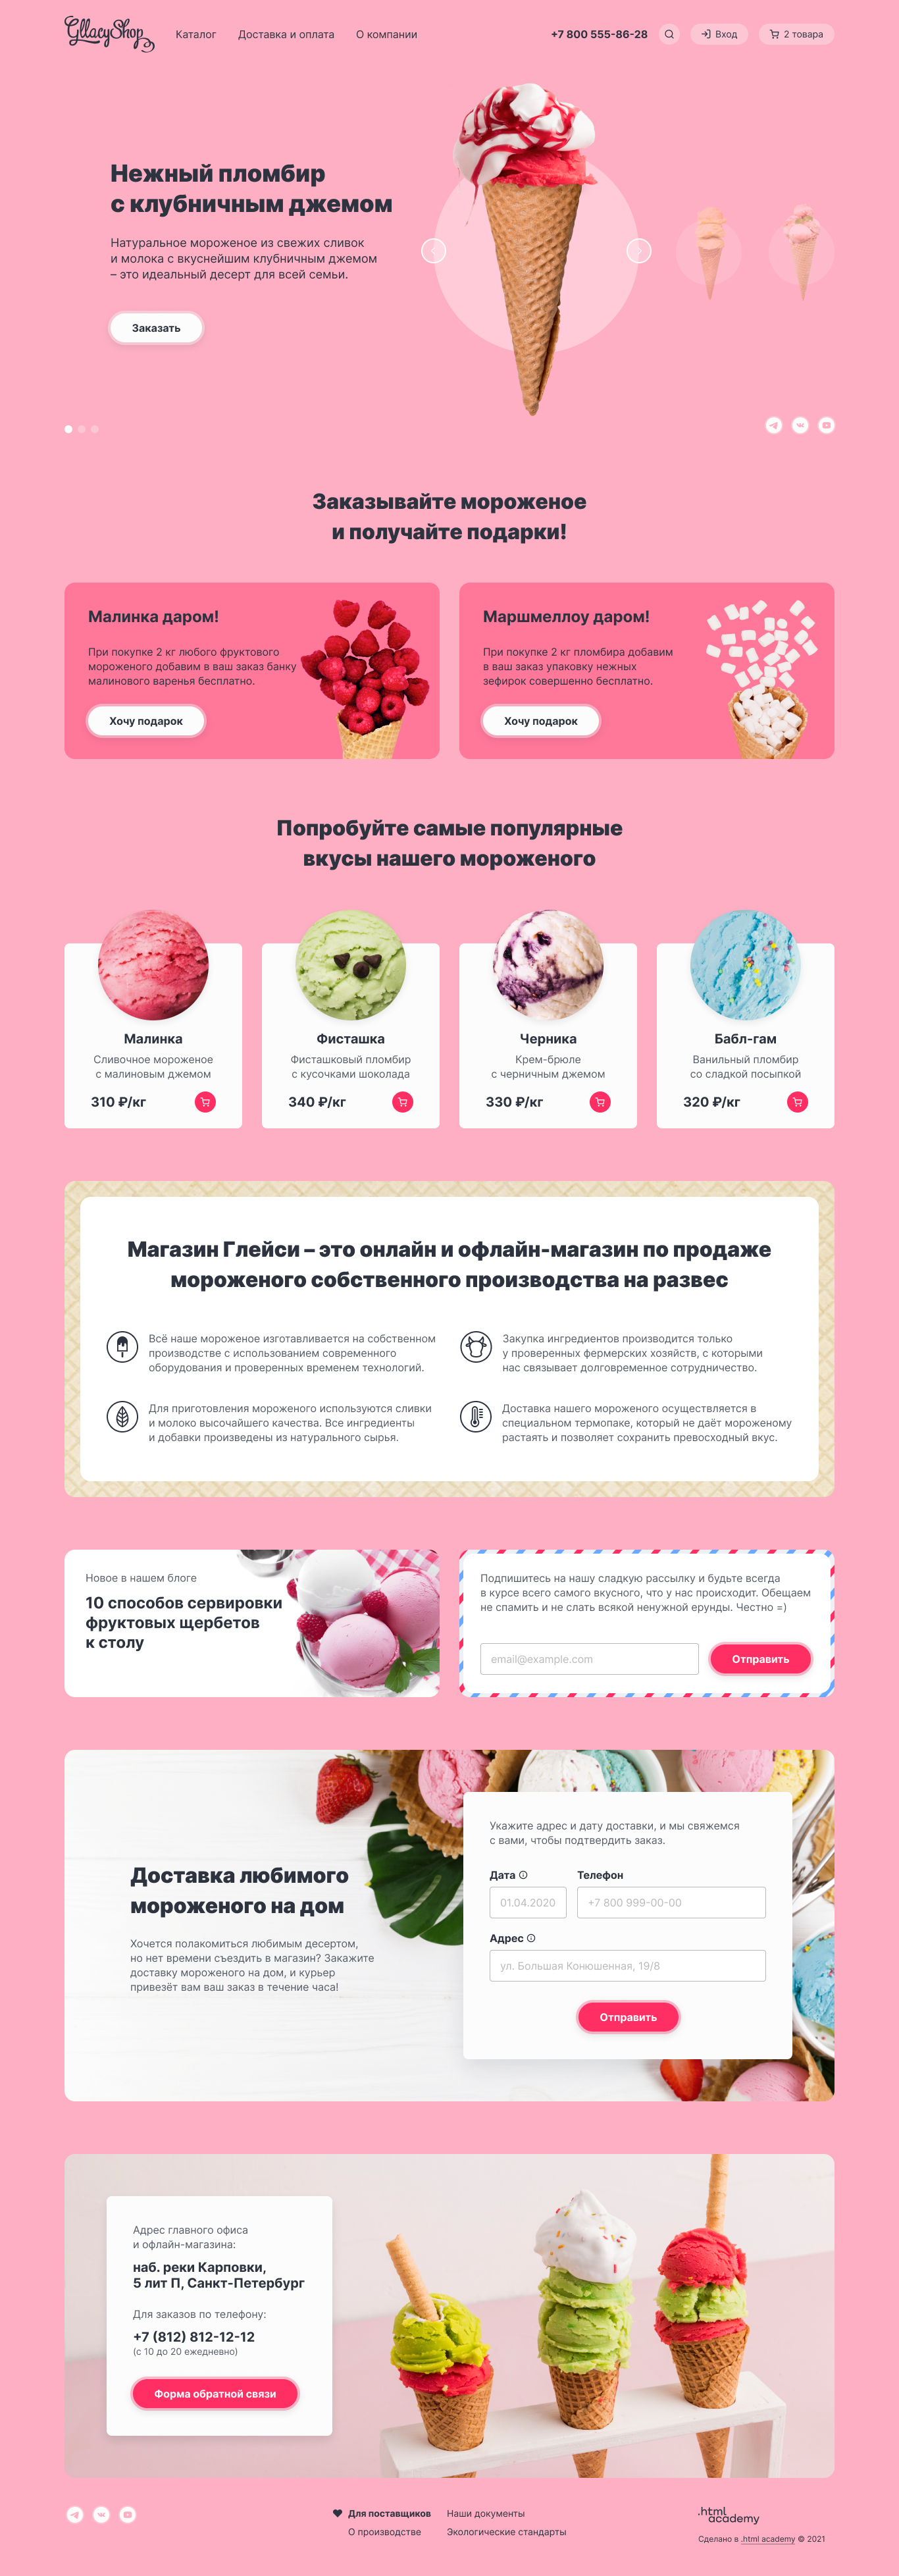 GllacyShop
Каталог
Доставка и оплата
О компании
+7 800 555-86-28
Вход
2 товара
Нежный пломбир
с клубничным джемом
Натуральное мороженое из свежих сливок
и молока с вкуснейшим клубничным джемом
– это идеальный десерт для всей семьи.
Заказать
Заказывайте мороженое
и получайте подарки!
Малинка даром!
При покупке 2 кг любого фруктового
мороженого добавим в ваш заказ банку
малинового варенья бесплатно.
Хочу подарок
Маршмеллоу даром!
При покупке 2 кг пломбира добавим
в ваш заказ упаковку нежных
зефирок совершенно бесплатно.
Хочу подарок
Попробуйте самые популярные
вкусы нашего мороженого
Малинка
Сливочное мороженое
с малиновым джемом
310 ₽/кг
Фисташка
Фисташковый пломбир
с кусочками шоколада
340 ₽/кг
Черника
Крем-брюле
с черничным джемом
330 ₽/кг
Бабл-гам
Ванильный пломбир
со сладкой посыпкой
320 ₽/кг
Магазин Глейси – это онлайн и офлайн-магазин по продаже
мороженого собственного производства на развес
Всё наше мороженое изготавливается на собственном
производстве с использованием современного
оборудования и проверенных временем технологий.
Закупка ингредиентов производится только
у проверенных фермерских хозяйств, с которыми
нас связывает долговременное сотрудничество.
Для приготовления мороженого используются сливки
и молоко высочайшего качества. Все ингредиенты
и добавки произведены из натурального сырья.
Доставка нашего мороженого осуществляется в
специальном термопаке, который не даёт мороженому
растаять и позволяет сохранить превосходный вкус.
Новое в нашем блоге
10 способов сервировки
фруктовых щербетов
к столу
Подпишитесь на нашу сладкую рассылку и будьте всегда
в курсе всего самого вкусного, что у нас происходит. Обещаем
не спамить и не слать всякой ненужной ерунды. Честно =)
email@example.com
Отправить
Доставка любимого
мороженого на дом
Хочется полакомиться любимым десертом,
но нет времени съездить в магазин? Закажите
доставку мороженого на дом, и курьер
привезёт вам ваш заказ в течение часа!
Укажите адрес и дату доставки, и мы свяжемся
с вами, чтобы подтвердить заказ.
Дата
Телефон
01.04.2020
+7 800 999-00-00
Адрес
ул. Большая Конюшенная, 19/8
Отправить
Адрес главного офиса
и офлайн-магазина:
наб. реки Карповки,
5 лит П, Санкт-Петербург
Для заказов по телефону:
+7 (812) 812-12-12
(с 10 до 20 ежедневно)
Форма обратной связи
Для поставщиков
Наши документы
О производстве
Экологические стандарты
.html
academy
Сделано в .html academy © 2021